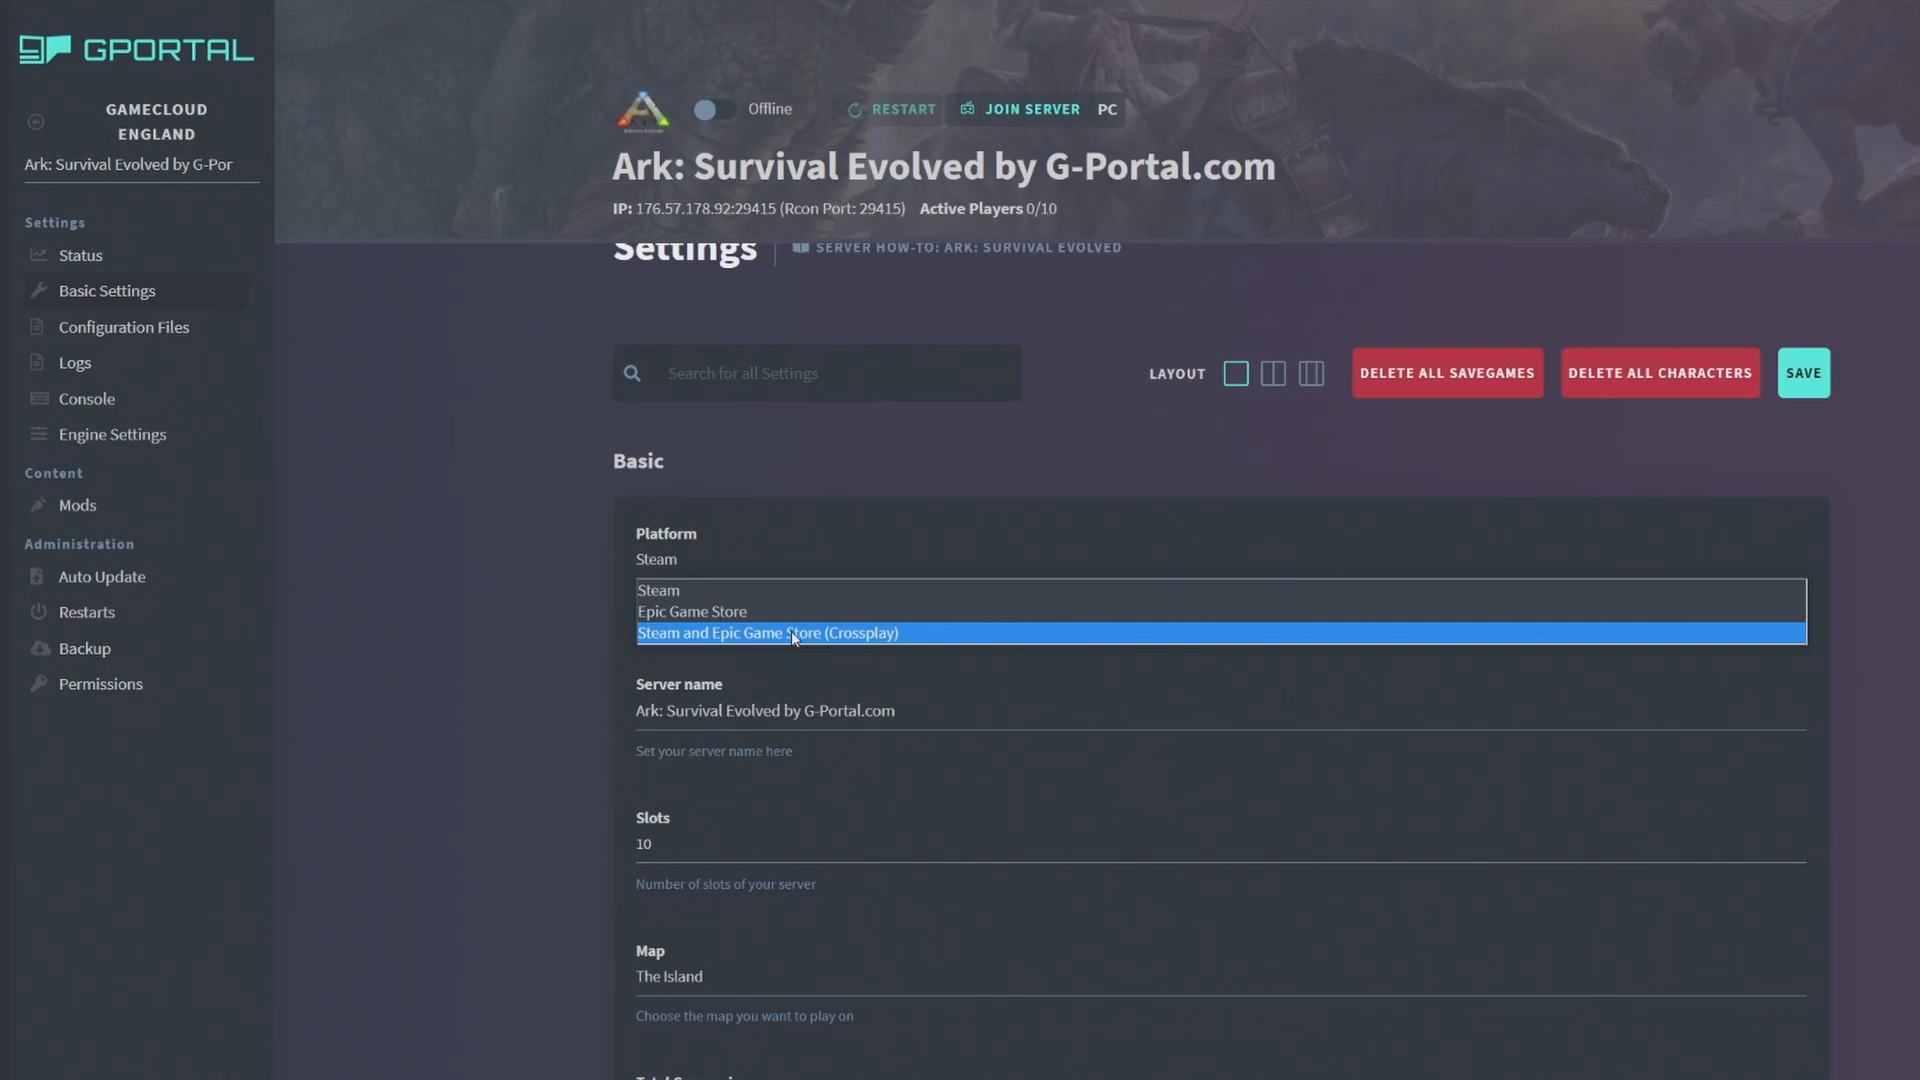 GPORTAL
GAMECLOUD
ENGLAND
Ark: Survival Evolved by G-Por
Settings
Status
Basic Settings
Configuration Files
Logs
Console
Engine Settings
Content
Mods
Administration
Auto Update
Restarts
Backup
Permissions
Offline
RESTART
JOIN SERVER
PC
Ark: Survival Evolved by G-Portal.com
IP: 176.57.178.92:29415 (Rcon Port: 29415) Active Players 0/10
Settings
SERVER HOW-TO: ARK: SURVIVAL EVOLVED
Search for all Settings
LAYOUT
DELETE ALL SAVEGAMES
DELETE ALL CHARACTERS
SAVE
Basic
Platform
Steam
Steam
Epic Game Store
Steam and Epic Game Store (Crossplay)
Server name
Ark: Survival Evolved by G-Portal.com
Set your server name here
Slots
10
Number of slots of your server
Map
The Island
Choose the map you want to play on